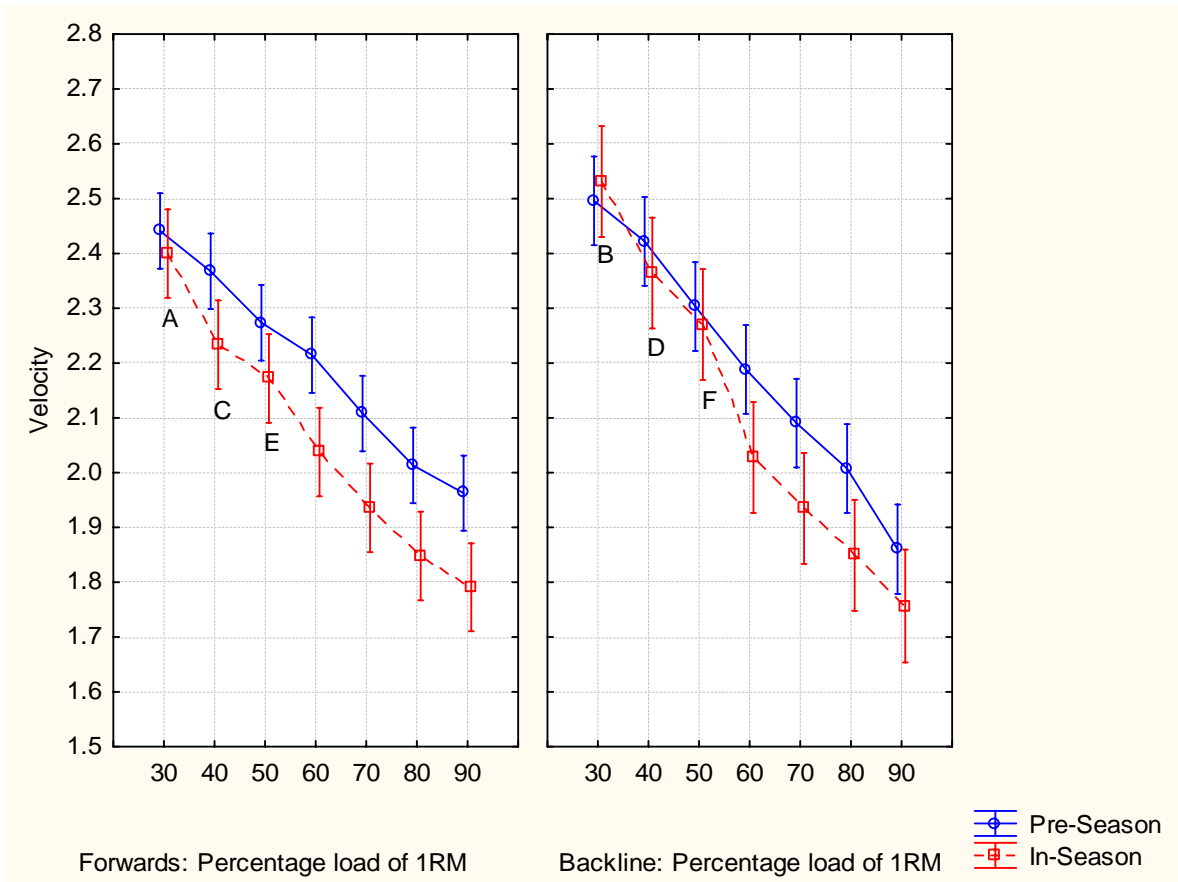 2.8
2.7
2.6
2.5
2.4
2.3
2.2
2.1
2.0
1.9
1.8
1.7
1.6
1.5
Velocity
A
C
E
30 40 50 60 70 80 90
Forwards: Percentage load of 1RM
B
D
F
30 40 50 60 70 80 90
Backline: Percentage load of 1RM
Pre-Season
In-Season